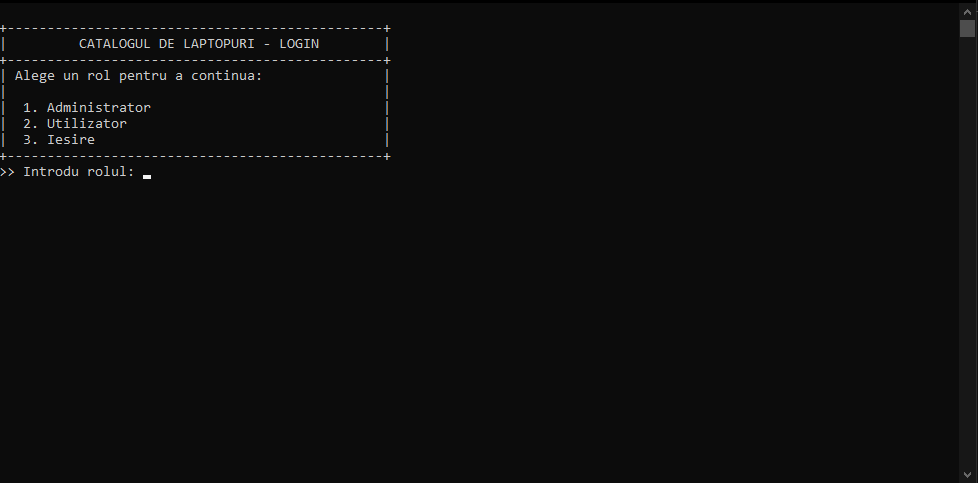 +-----------------------------------------------+
|         CATALOGUL DE LAPTOPURI - LOGIN        |
+-----------------------------------------------+
| Alege un rol pentru a continua:               |
|                                               |
|  1. Administrator                             |
|  2. Utilizator                                |
|  3. Iesire                                    |
+-----------------------------------------------+
>> Introdu rolul: _